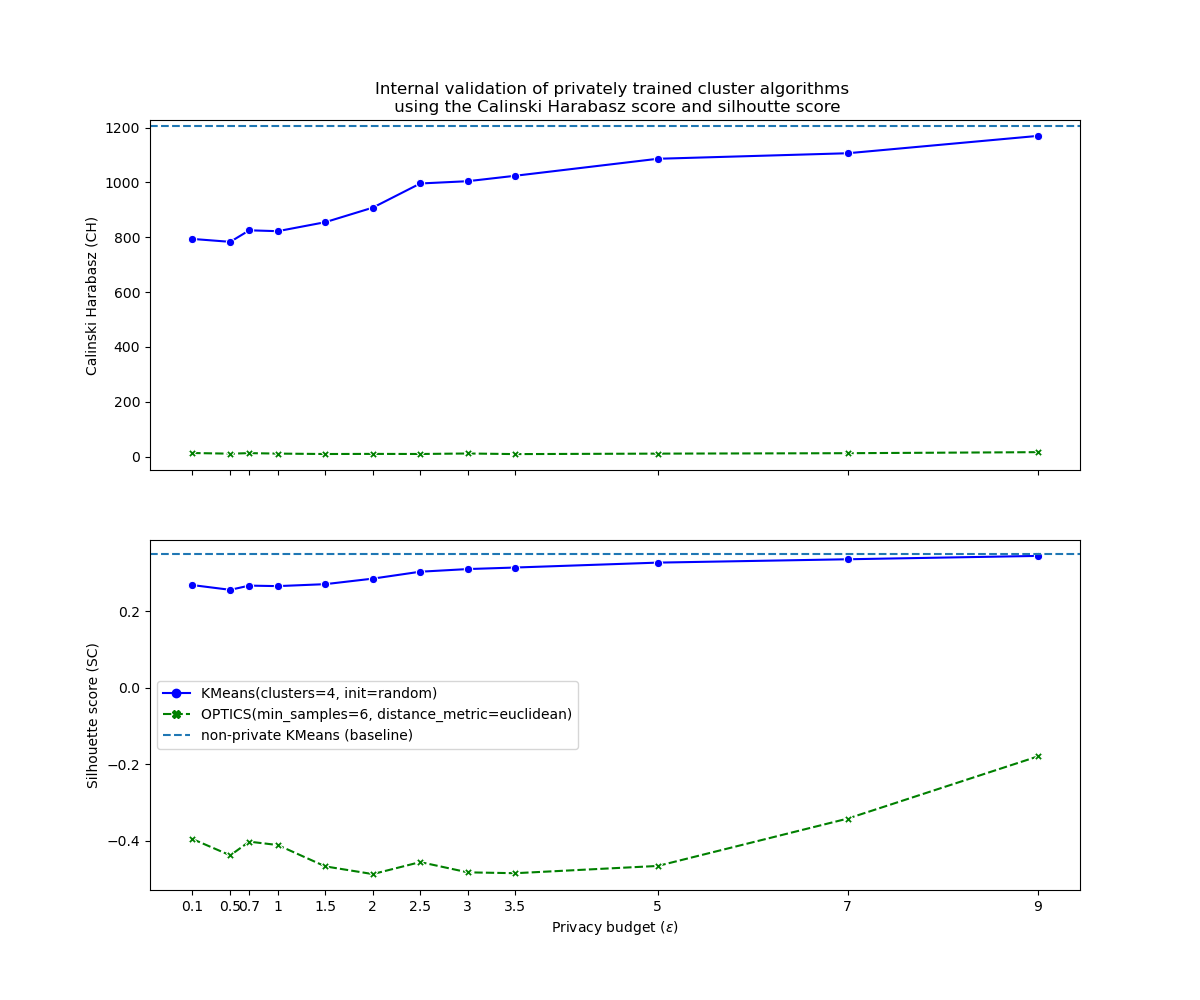 Internal validation of privately trained cluster algorithms
using the Calinski Harabasz score and silhoutte score
1200
1000
800
600
400
200
0
Calinski Harabasz (CH)
0.2
0.0
−0.2
−0.4
Silhouette score (SC)
KMeans(clusters=4, init=random)
OPTICS(min_samples=6, distance_metric=euclidean)
non-private KMeans (baseline)
0.1 0.5 0.7 1 1.5 2 2.5 3 3.5 5 7 9
Privacy budget (ε)